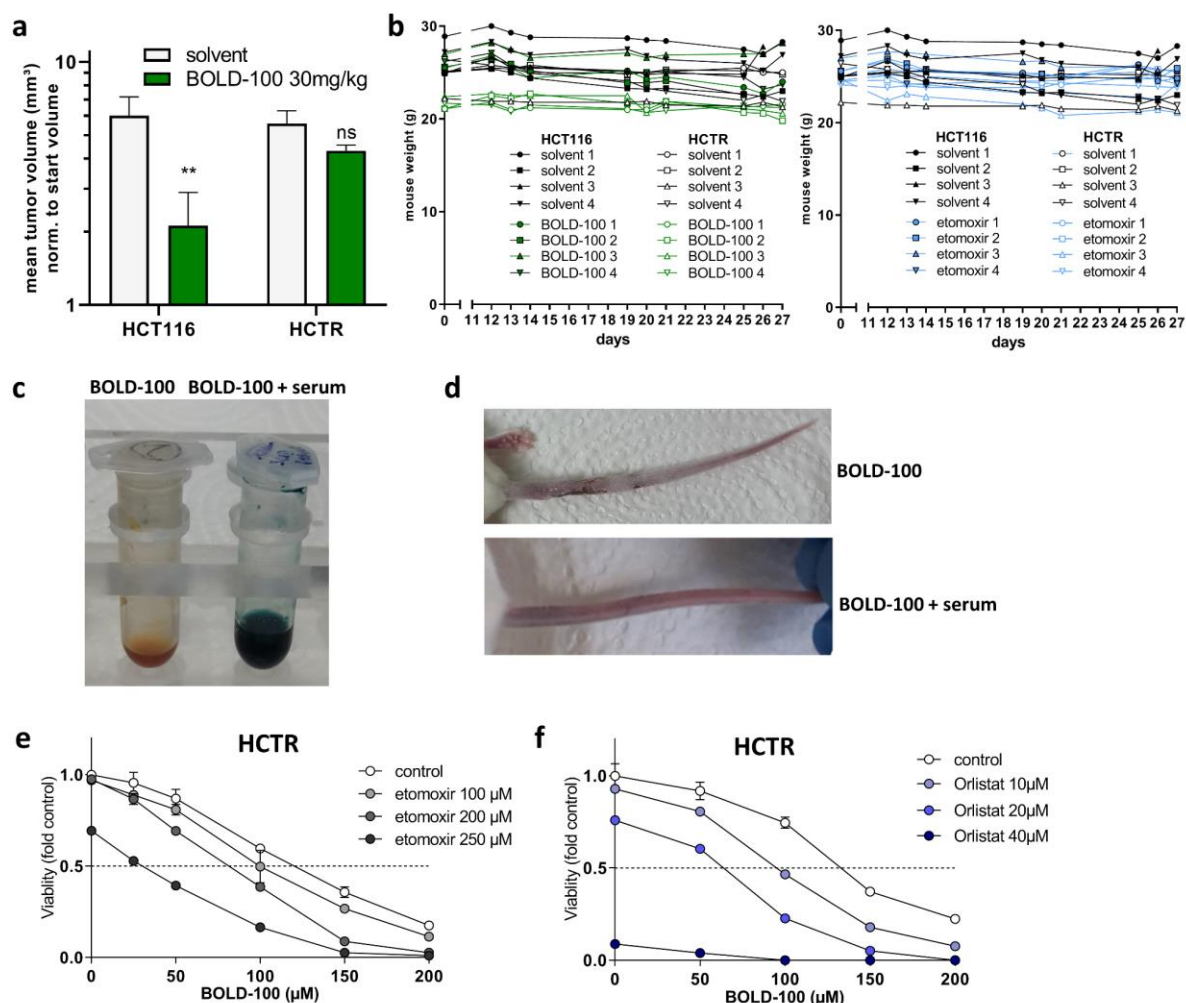 a
mean tumor volume (mm³)
norm. to start volume
10
1
solvent
BOLD-100 30mg/kg
**
ns
HCT116
HCTR
b
mouse weight (g)
30
20
10
0
HCT116
solvent 1
solvent 2
solvent 3
solvent 4
BOLD-100 1
BOLD-100 2
BOLD-100 3
BOLD-100 4
HCTR
solvent 1
solvent 2
solvent 3
solvent 4
BOLD-100 1
BOLD-100 2
BOLD-100 3
BOLD-100 4
0 11 12 13 14 15 16 17 18 19 20 21 22 23 24 25 26 27
days
mouse weight (g)
30
20
10
0
HCT116
solvent 1
solvent 2
solvent 3
solvent 4
etomoxir 1
etomoxir 2
etomoxir 3
etomoxir 4
HCTR
solvent 1
solvent 2
solvent 3
solvent 4
etomoxir 1
etomoxir 2
etomoxir 3
etomoxir 4
0 11 12 13 14 15 16 17 18 19 20 21 22 23 24 25 26 27
days
c
BOLD-100 BOLD-100 + serum
d
BOLD-100
BOLD-100 + serum
e
HCTR
Viablity (fold control)
1.0
0.5
0.0
control
etomoxir 100 µM
etomoxir 200 µM
etomoxir 250 µM
0 50 100 150 200
BOLD-100 (µM)
f
HCTR
Viablity (fold control)
1.0
0.5
0.0
control
Orlistat 10µM
Orlistat 20µM
Orlistat 40µM
0 50 100 150 200
BOLD-100 (µM)